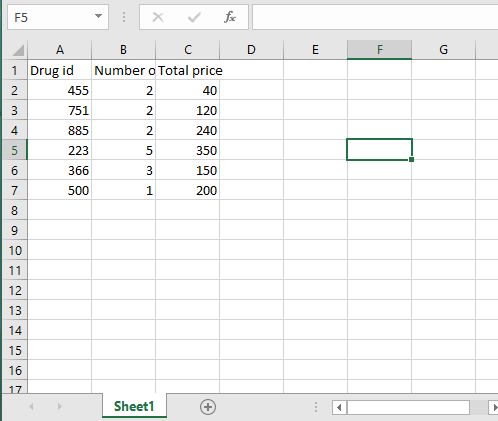 F5 fx
A B C D E F G
1 Drug id Number o Total price
2 455 2 40
3 751 2 120
4 885 2 240
5 223 5 350
6 366 3 150
7 500 1 200
8
9
10
11
12
13
14
15
16
17
Sheet1